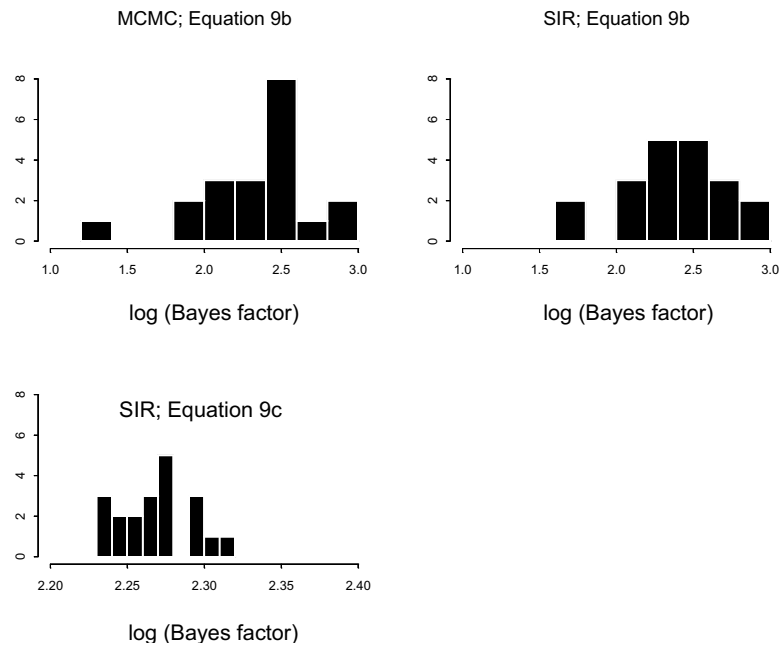 MCMC; Equation 9b
8
6
4
2
0
1.0 1.5 2.0 2.5 3.0
log (Bayes factor)
SIR; Equation 9b
8
6
4
2
0
1.0 1.5 2.0 2.5 3.0
log (Bayes factor)
SIR; Equation 9c
8
6
4
2
0
2.20 2.25 2.30 2.35 2.40
log (Bayes factor)